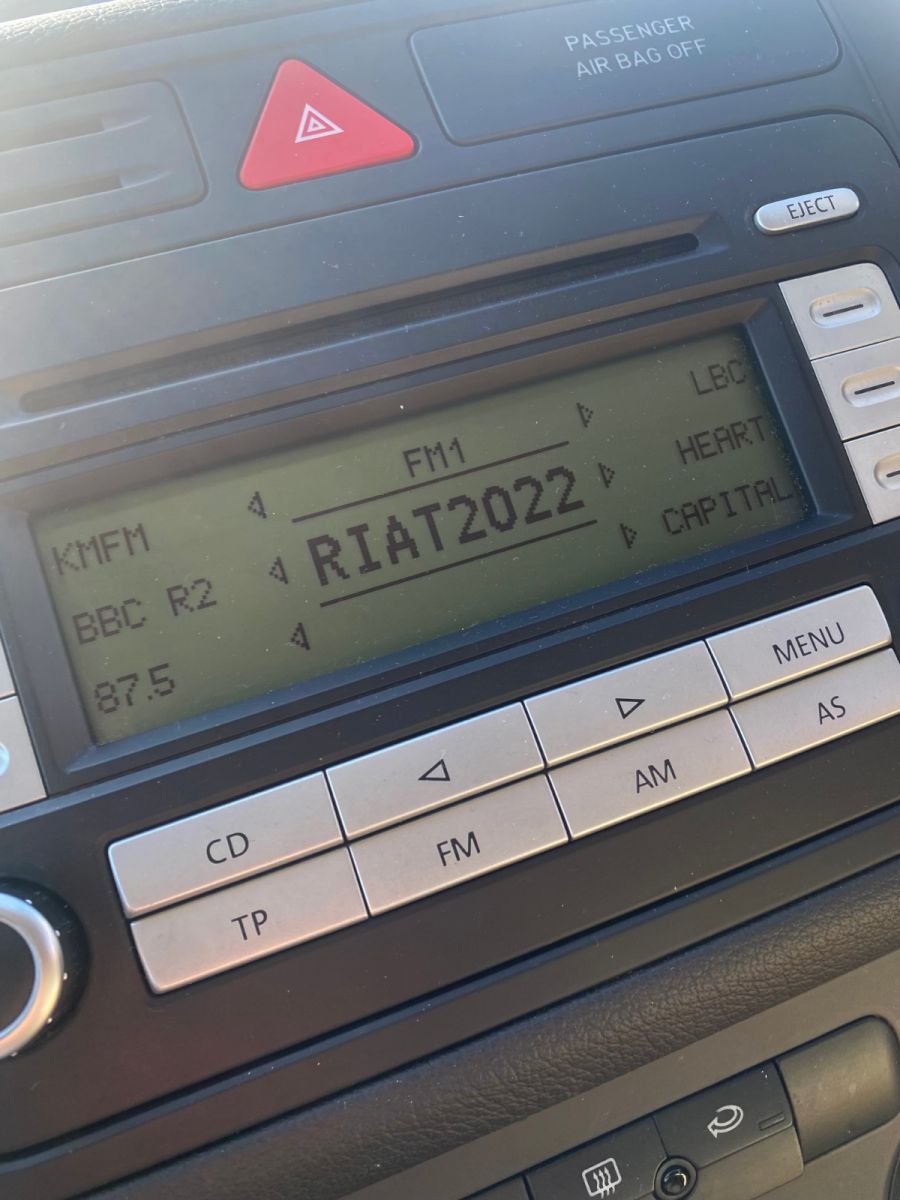 PASSENGER
AIR BAG OFF
EJECT
LBC
FM1
HEART
KMFM
RIAT2022
CAPITAL
BBC R2
87.5
MENU
AS
AM
CD
FM
TP